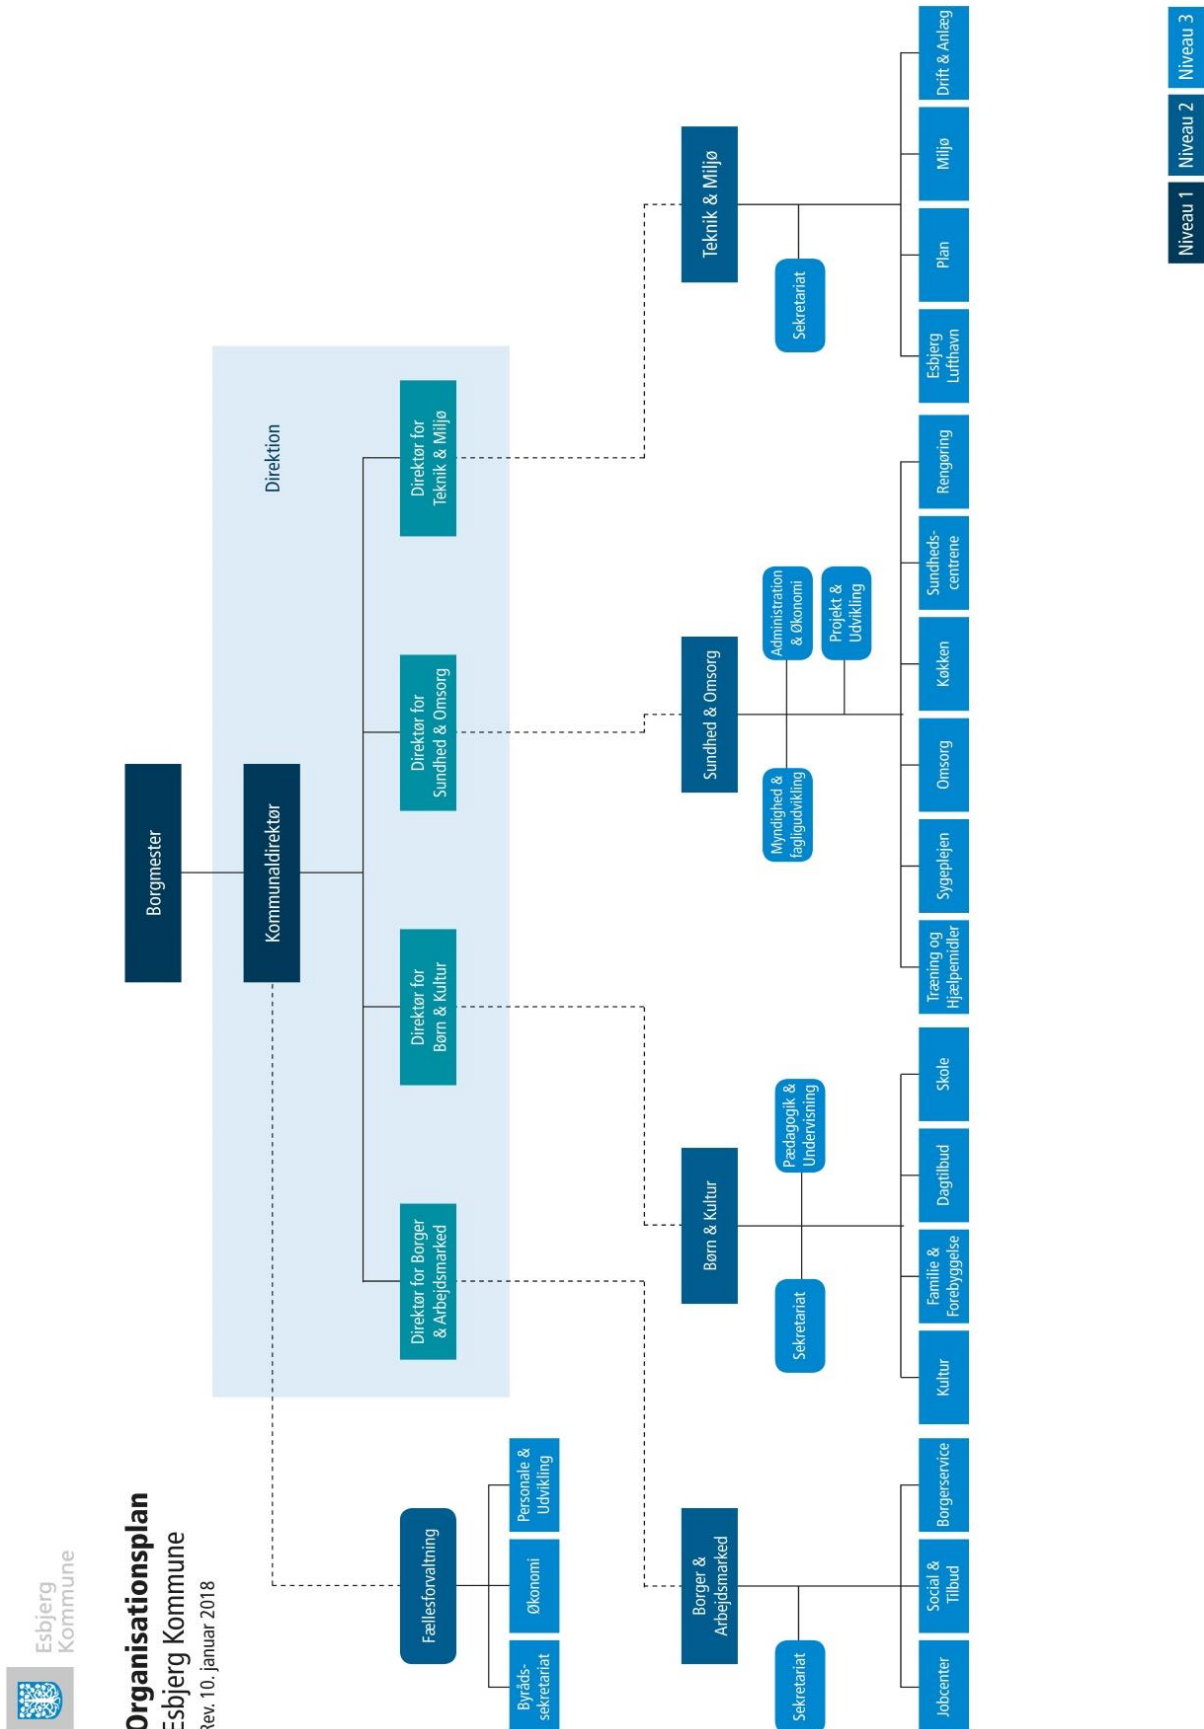 Esbjerg
Kommune
Organisationsplan
Esbjerg Kommune
Rev. 10. januar 2018
Borgmester
Kommunaldirektør
Direktion
Direktør for Borger
& Arbejdsmarked
Direktør for
Børn & Kultur
Direktør for
Sundhed & Omsorg
Direktør for
Teknik & Miljø
Fællesforvaltning
Byråds-
sekretariat
Økonomi
Personale &
Udvikling
Borger &
Arbejdsmarked
Børn & Kultur
Sundhed & Omsorg
Teknik & Miljø
Sekretariat
Sekretariat
Pædagogik &
Undervisning
Myndighed &
fagligudvikling
Administration
& Økonomi
Projekt &
Udvikling
Sekretariat
Jobcenter
Social &
Tilbud
Borgerservice
Kultur
Familie &
Forebyggelse
Dagtilbud
Skole
Træning og
Hjælpemidler
Sygeplejen
Omsorg
Køkken
Sundheds-
centrene
Rengøring
Esbjerg
Lufthavn
Plan
Miljø
Drift & Anlæg
Niveau 1
Niveau 2
Niveau 3